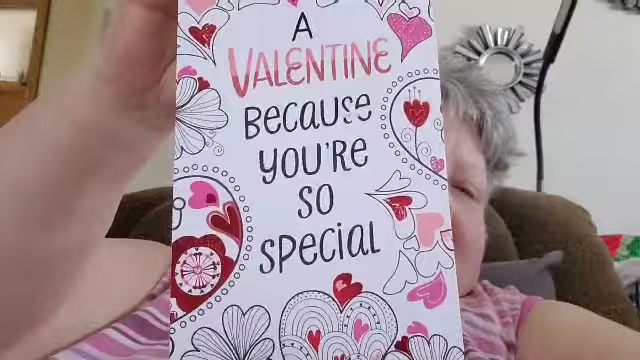 A
VALENTINE
BECAUSE
YOU'RE
SO
SPECIAL